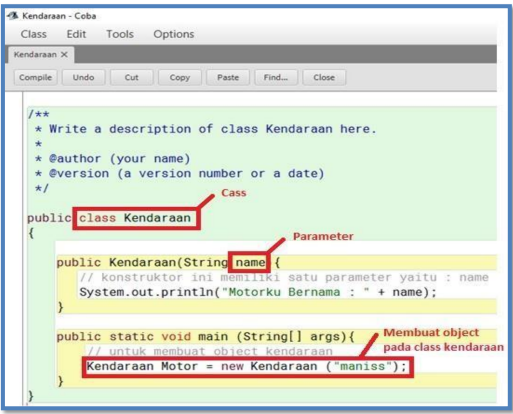 Kendaraan - Coba
Class Edit Tools Options
Kendaraan X
Compile Undo Cut Copy Paste Find... Close
/**
* Write a description of class Kendaraan here.
*
* @author (your name)
* @version (a version number or a date)
*/
Cass
public class Kendaraan
{
Parameter
public Kendaraan(String name){
// konstruktor ini memiliki satu parameter yaitu : name
System.out.println("Motorku Bernama : " + name);
}
public static void main (String[] args){
Membuat object
pada class kendaraan
// untuk membuat object kendaraan
Kendaraan Motor = new Kendaraan ("maniss");
}
}